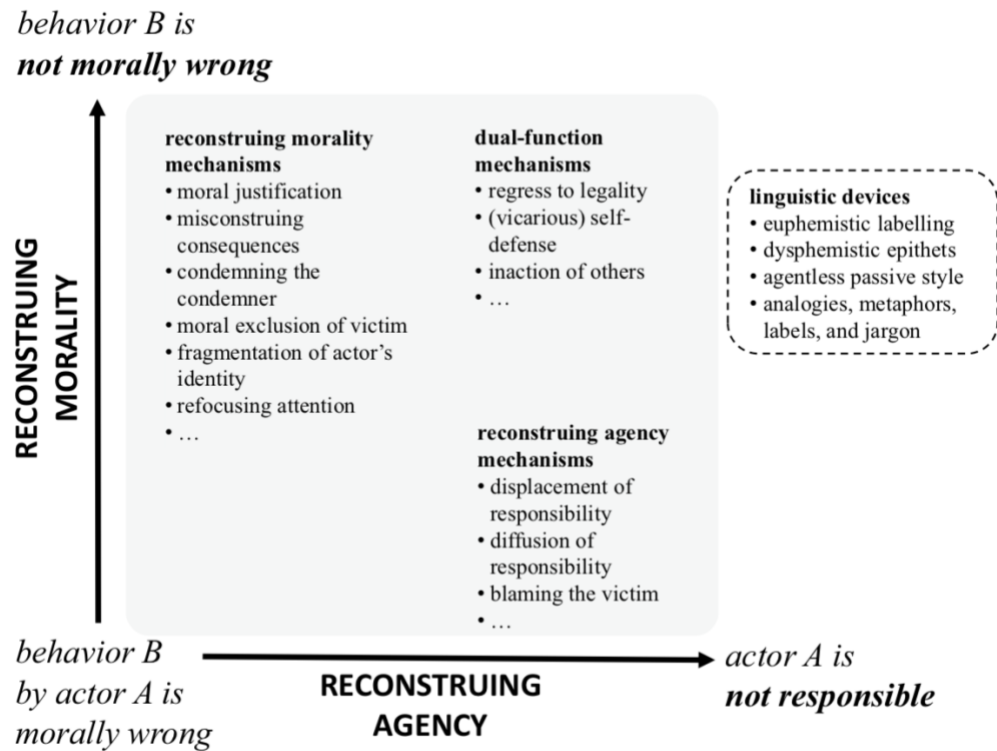 behavior B is
not morally wrong
RECONSTRUING
MORALITY
reconstruing morality
mechanisms
• moral justification
• misconstruing
consequences
• condemning the
condemner
• moral exclusion of victim
• fragmentation of actor’s
identity
• refocusing attention
• …
dual-function
mechanisms
• regress to legality
• (vicarious) self-
defense
• inaction of others
• …
reconstruing agency
mechanisms
• displacement of
responsibility
• diffusion of
responsibility
• blaming the victim
• …
linguistic devices
• euphemistic labelling
• dysphemistic epithets
• agentless passive style
• analogies, metaphors,
labels, and jargon
behavior B
by actor A is
morally wrong
RECONSTRUING
AGENCY
actor A is
not responsible